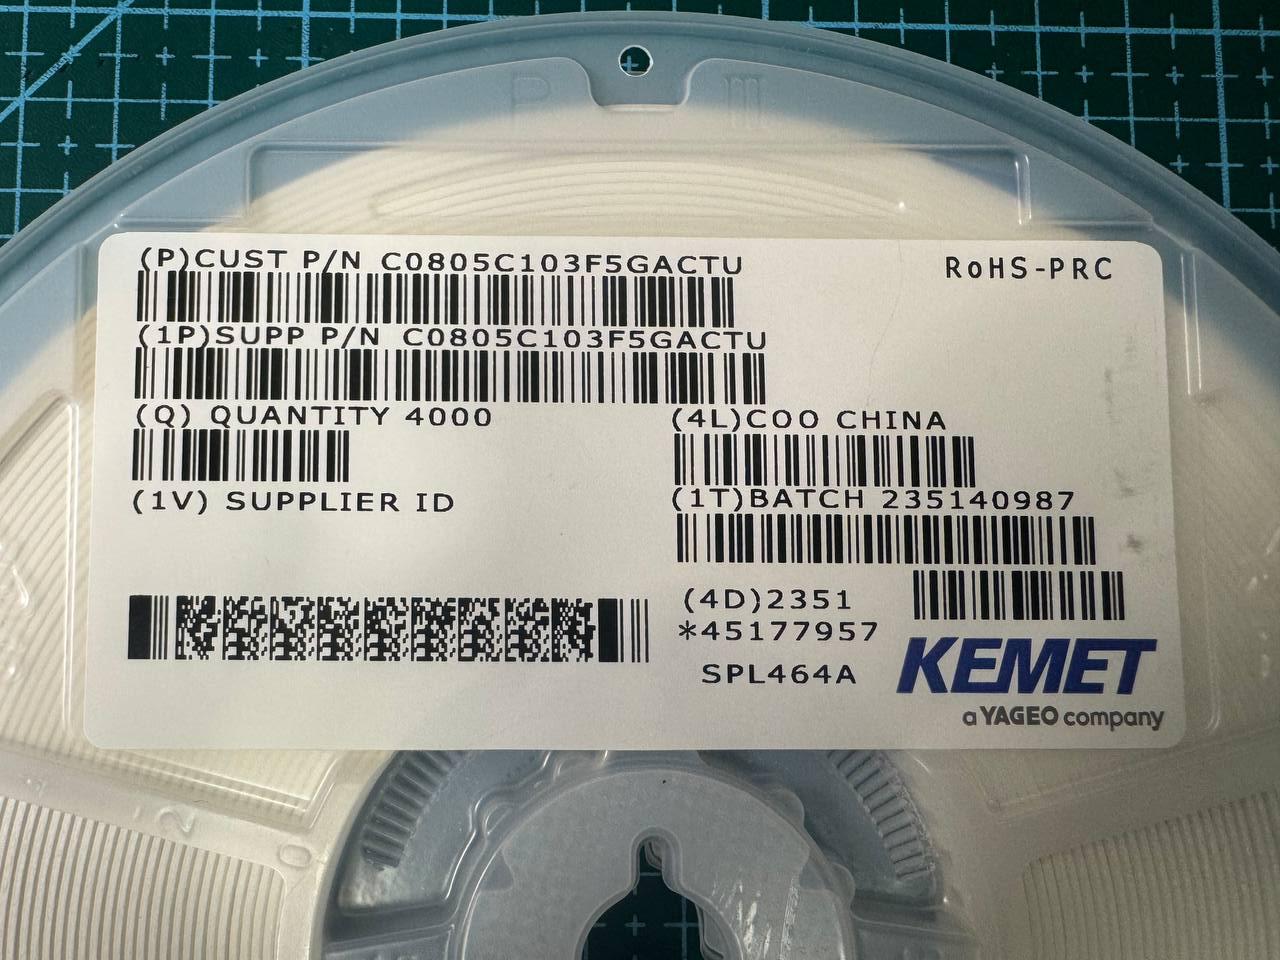 (P)CUST P/N C0805C103F5GACTU
RoHS-PRC
(1P)SUPP P/N C0805C103F5GACTU
(Q) QUANTITY 4000
(4L)COO CHINA
(1V) SUPPLIER ID
(1T)BATCH 235140987
(4D)2351
*45177957
SPL464A
KEMET
a YAGEO company